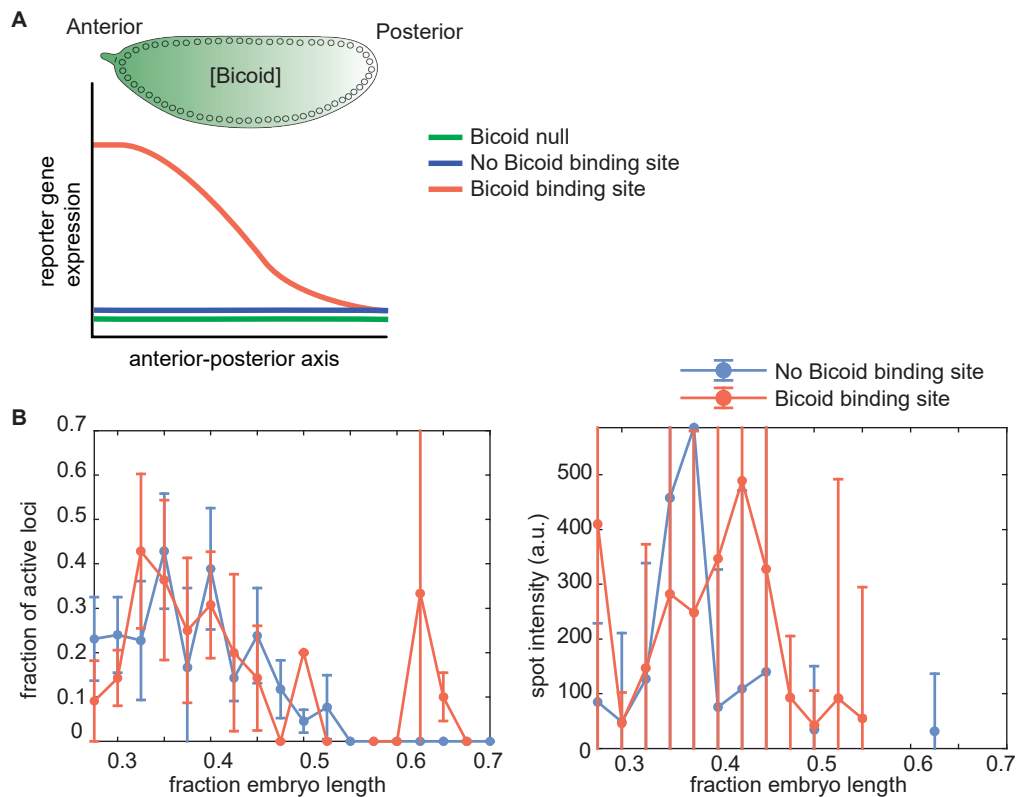 A
Anterior
Posterior
[Bicoid]
Bicoid null
No Bicoid binding site
Bicoid binding site
reporter gene
expression
anterior-posterior axis
No Bicoid binding site
Bicoid binding site
B
0.7
0.6
0.5
0.4
0.3
0.2
0.1
0
fraction of active loci
0.3
0.4
0.5
0.6
0.7
fraction embryo length
500
400
300
200
100
0
spot intensity (a.u.)
0.3
0.4
0.5
0.6
0.7
fraction embryo length